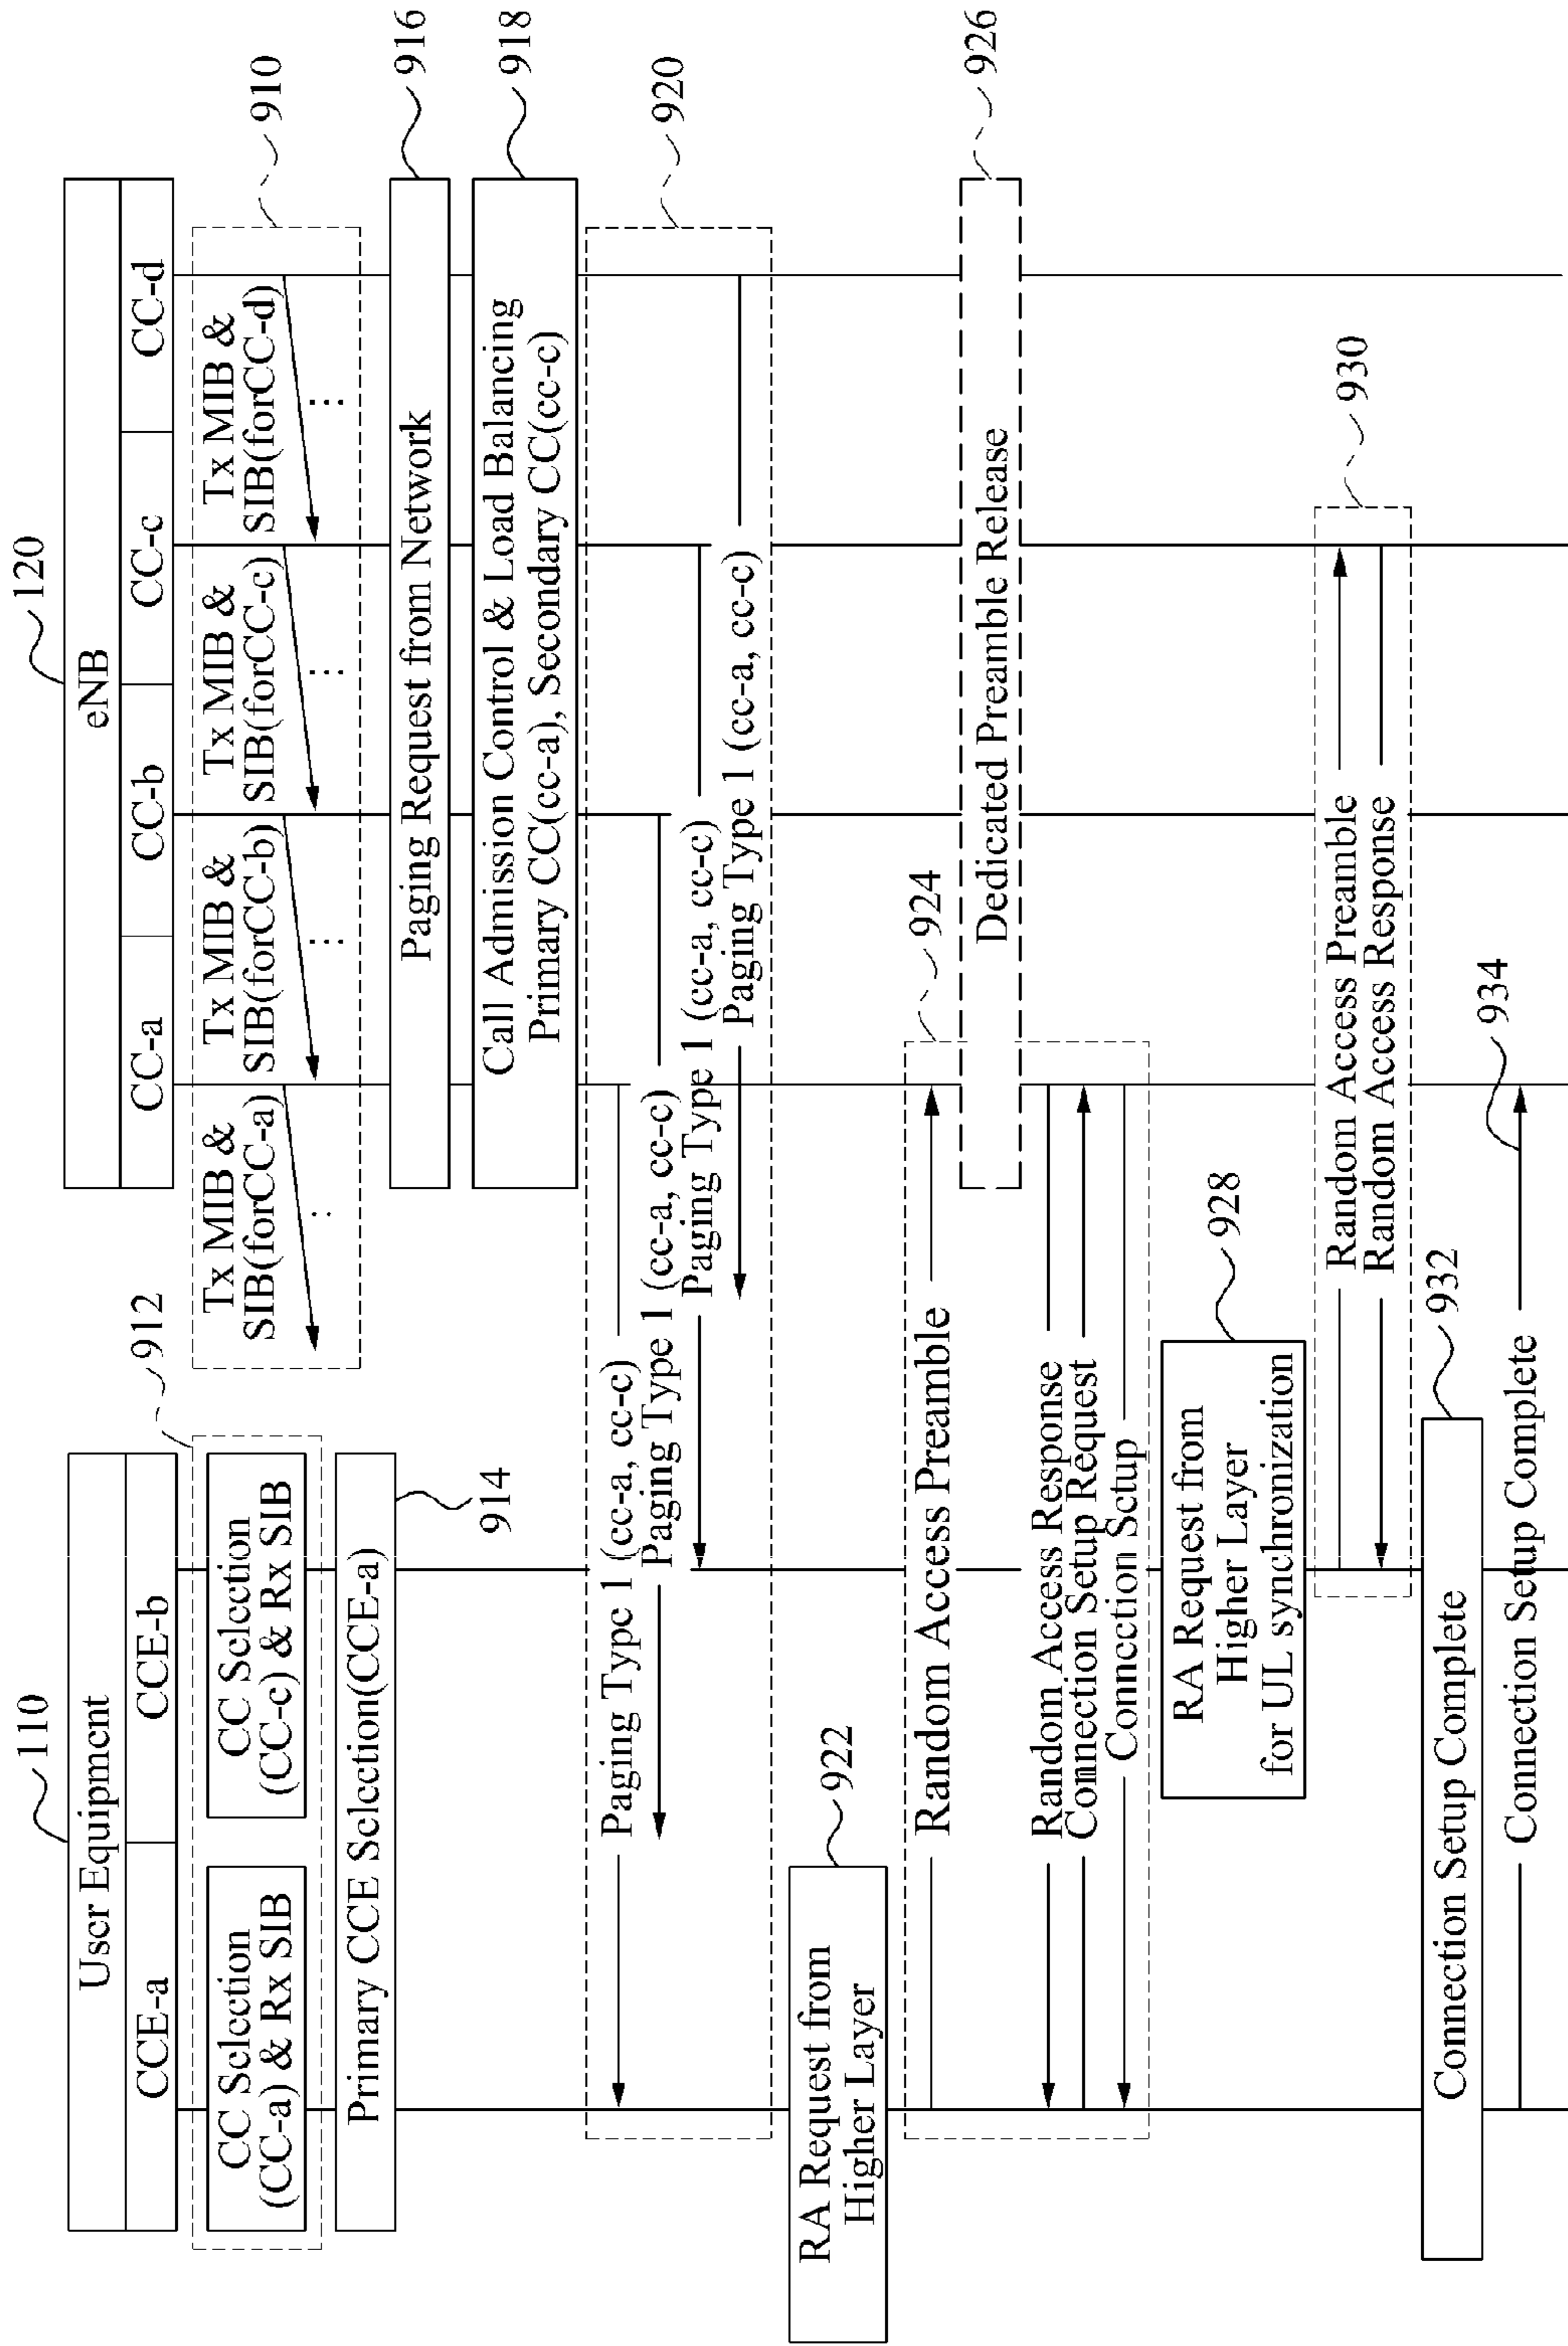 110
User Equipment
CCE-a
CCE-b
120
eNB
CC-a
CC-b
CC-c
CC-d
912
CC Selection
(CC-a) & Rx SIB
CC Selection
(CC-c) & Rx SIB
Tx MIB &
SIB(forCC-a)
Tx MIB &
SIB(forCC-b)
Tx MIB &
SIB(forCC-c)
Tx MIB &
SIB(forCC-d)
910
Primary CCE Selection(CCE-a)
914
Paging Request from Network
916
Call Admission Control & Load Balancing
Primary CC(cc-a), Secondary CC(cc-c)
918
Paging Type 1 (cc-a, cc-c)
Paging Type 1 (cc-a, cc-c)
Paging Type 1 (cc-a, cc-c)
Paging Type 1 (cc-a, cc-c)
920
RA Request from
Higher Layer
922
Random Access Preamble
924
Dedicated Preamble Release
926
Random Access Response
Connection Setup Request
Connection Setup
RA Request from
Higher Layer
for UL synchronization
928
Random Access Preamble
Random Access Response
930
Connection Setup Complete
932
Connection Setup Complete
934